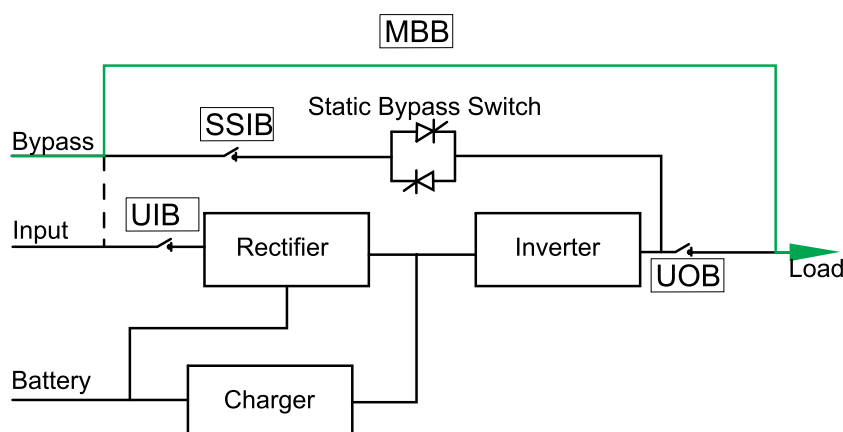 MBB
Static Bypass Switch
SSIB
Bypass
UIB
Input
Rectifier
Inverter
UOB
Load
Battery
Charger